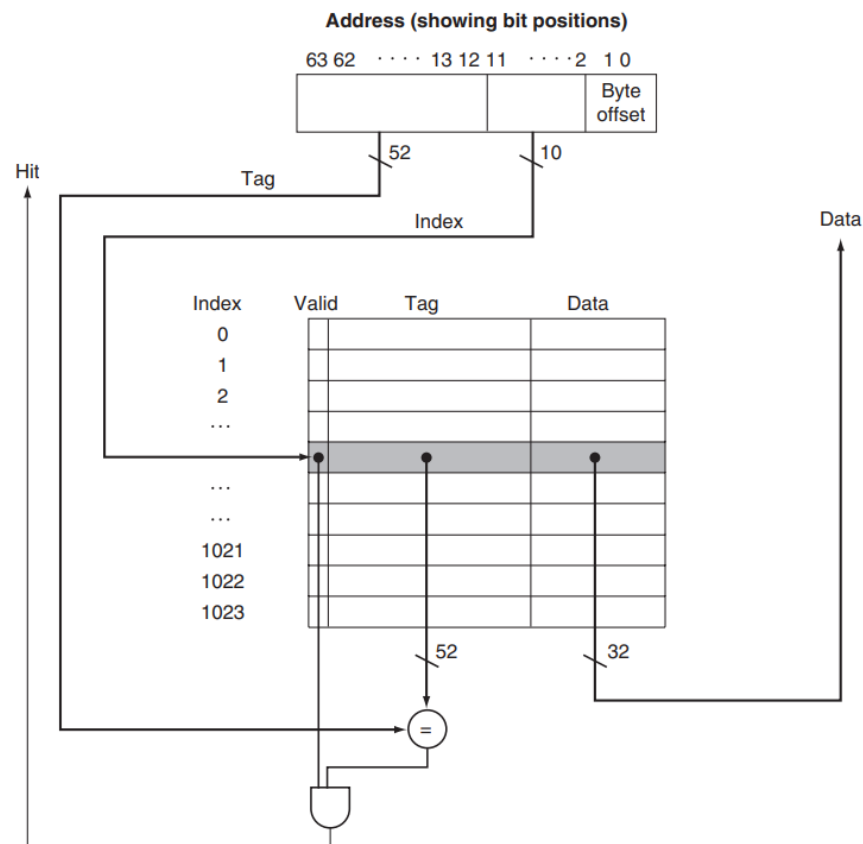 Address (showing bit positions)
63 62 · · · · 13 12 11 · · · · 2 1 0
Byte
offset
52
10
Hit
Tag
Index
Data
Index Valid Tag Data
0
1
2
...
...
...
1021
1022
1023
52
32
=